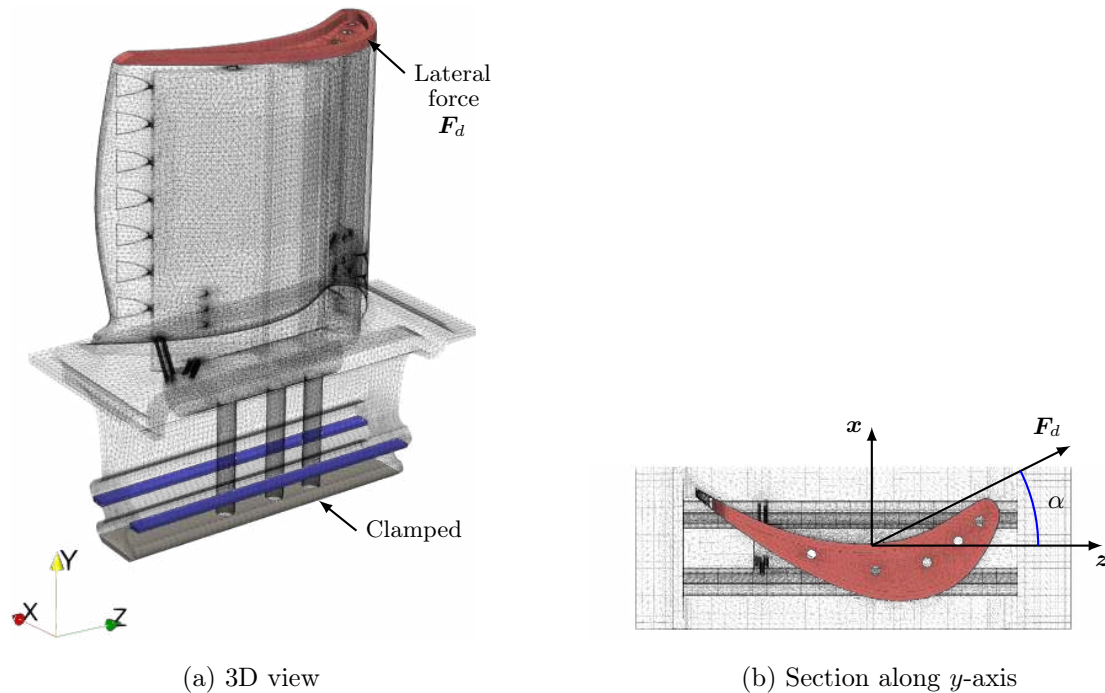 Lateral
force
F_d
Clamped
Y
X
Z
(a) 3D view
x
F_d
α
z
(b) Section along y-axis